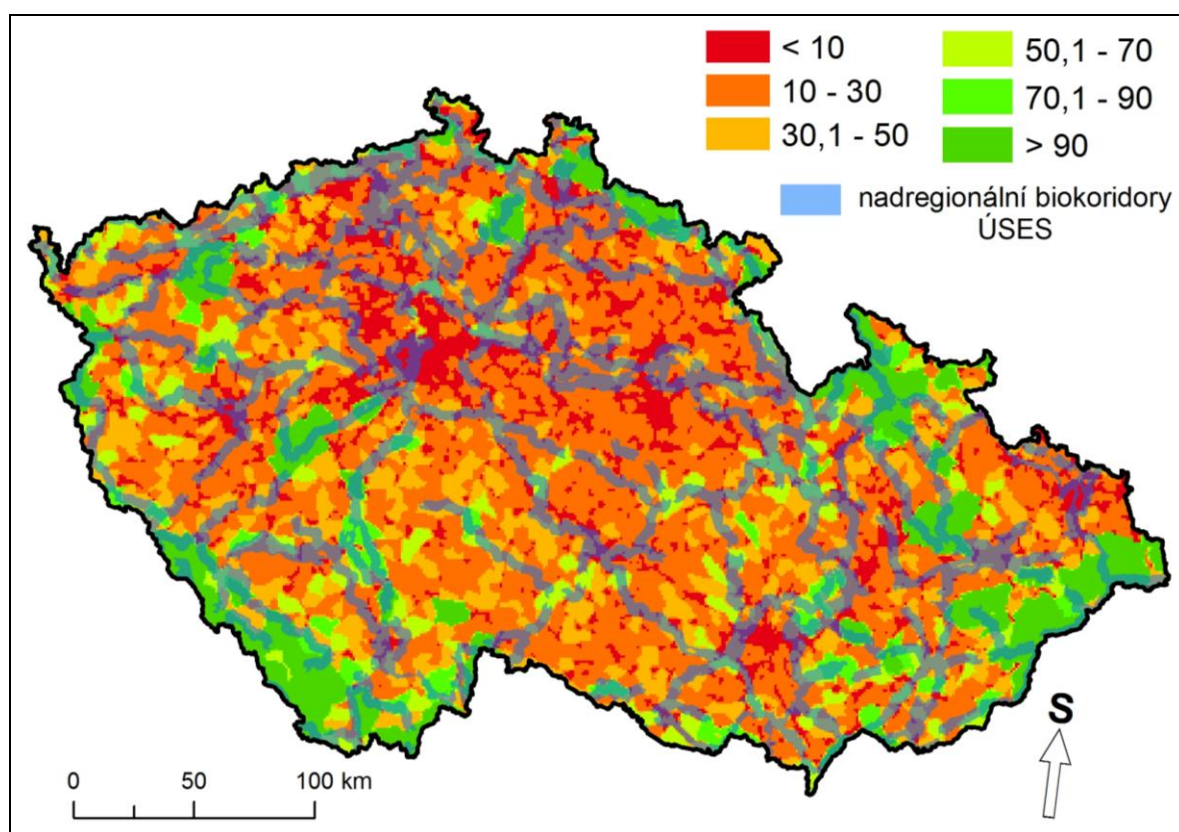 < 10
10 - 30
30,1 - 50
50,1 - 70
70,1 - 90
> 90
nadregionální biokoridory
ÚSES
S
0 50 100 km